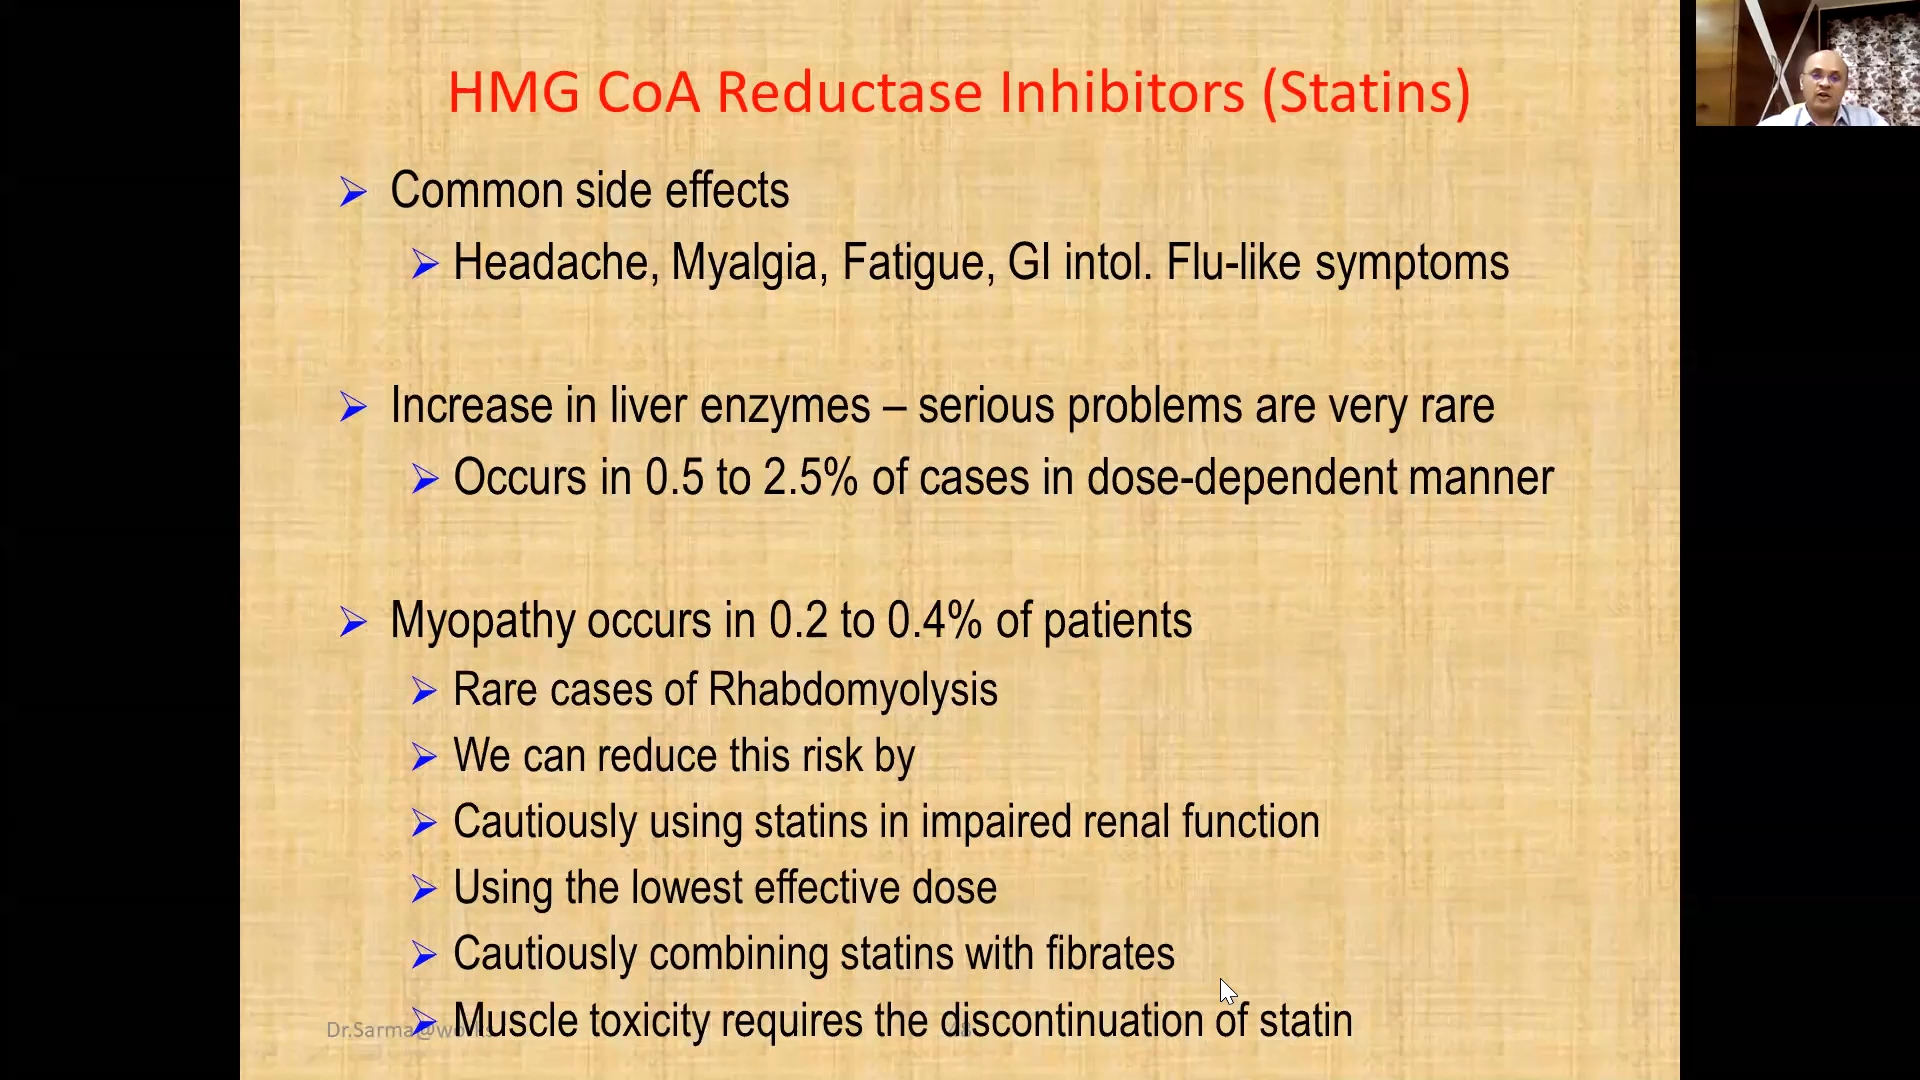 HMG CoA Reductase Inhibitors (Statins)
Common side effects
Headache, Myalgia, Fatigue, GI intol. Flu-like symptoms
Increase in liver enzymes – serious problems are very rare
Occurs in 0.5 to 2.5% of cases in dose-dependent manner
Myopathy occurs in 0.2 to 0.4% of patients
Rare cases of Rhabdomyolysis
We can reduce this risk by
Cautiously using statins in impaired renal function
Using the lowest effective dose
Cautiously combining statins with fibrates
Muscle toxicity requires the discontinuation of statin
Dr.Sarma@works